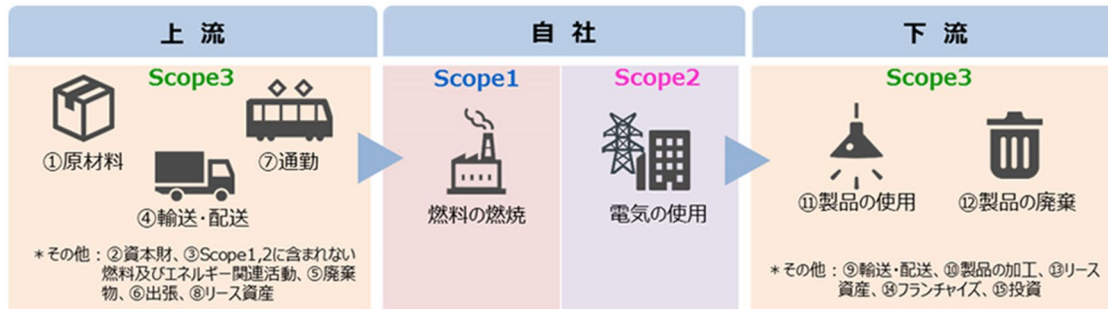 上流
自社
下流
Scope3
①原材料
⑦通勤
④輸送・配送
＊その他：②資本財、③Scope1,2に含まれない
燃料及びエネルギー関連活動、⑤廃棄
物、⑥出張、⑧リース資産
Scope1
燃料の燃焼
Scope2
電気の使用
Scope3
⑪製品の使用
⑫製品の廃棄
＊その他：⑨輸送・配送、⑩製品の加工、⑬リース
資産、⑭フランチャイズ、⑮投資